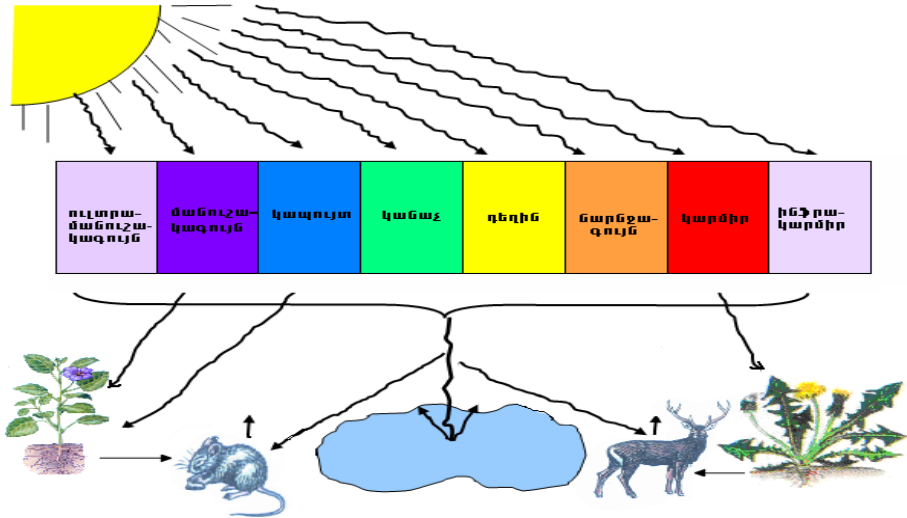 ուլտրա-
մանուշա-
կագույն
մանուշա-
կագույն
կապույտ
կանաչ
դեղին
նարնջա-
գույն
կարմիր
ինֆրա-
կարմիր